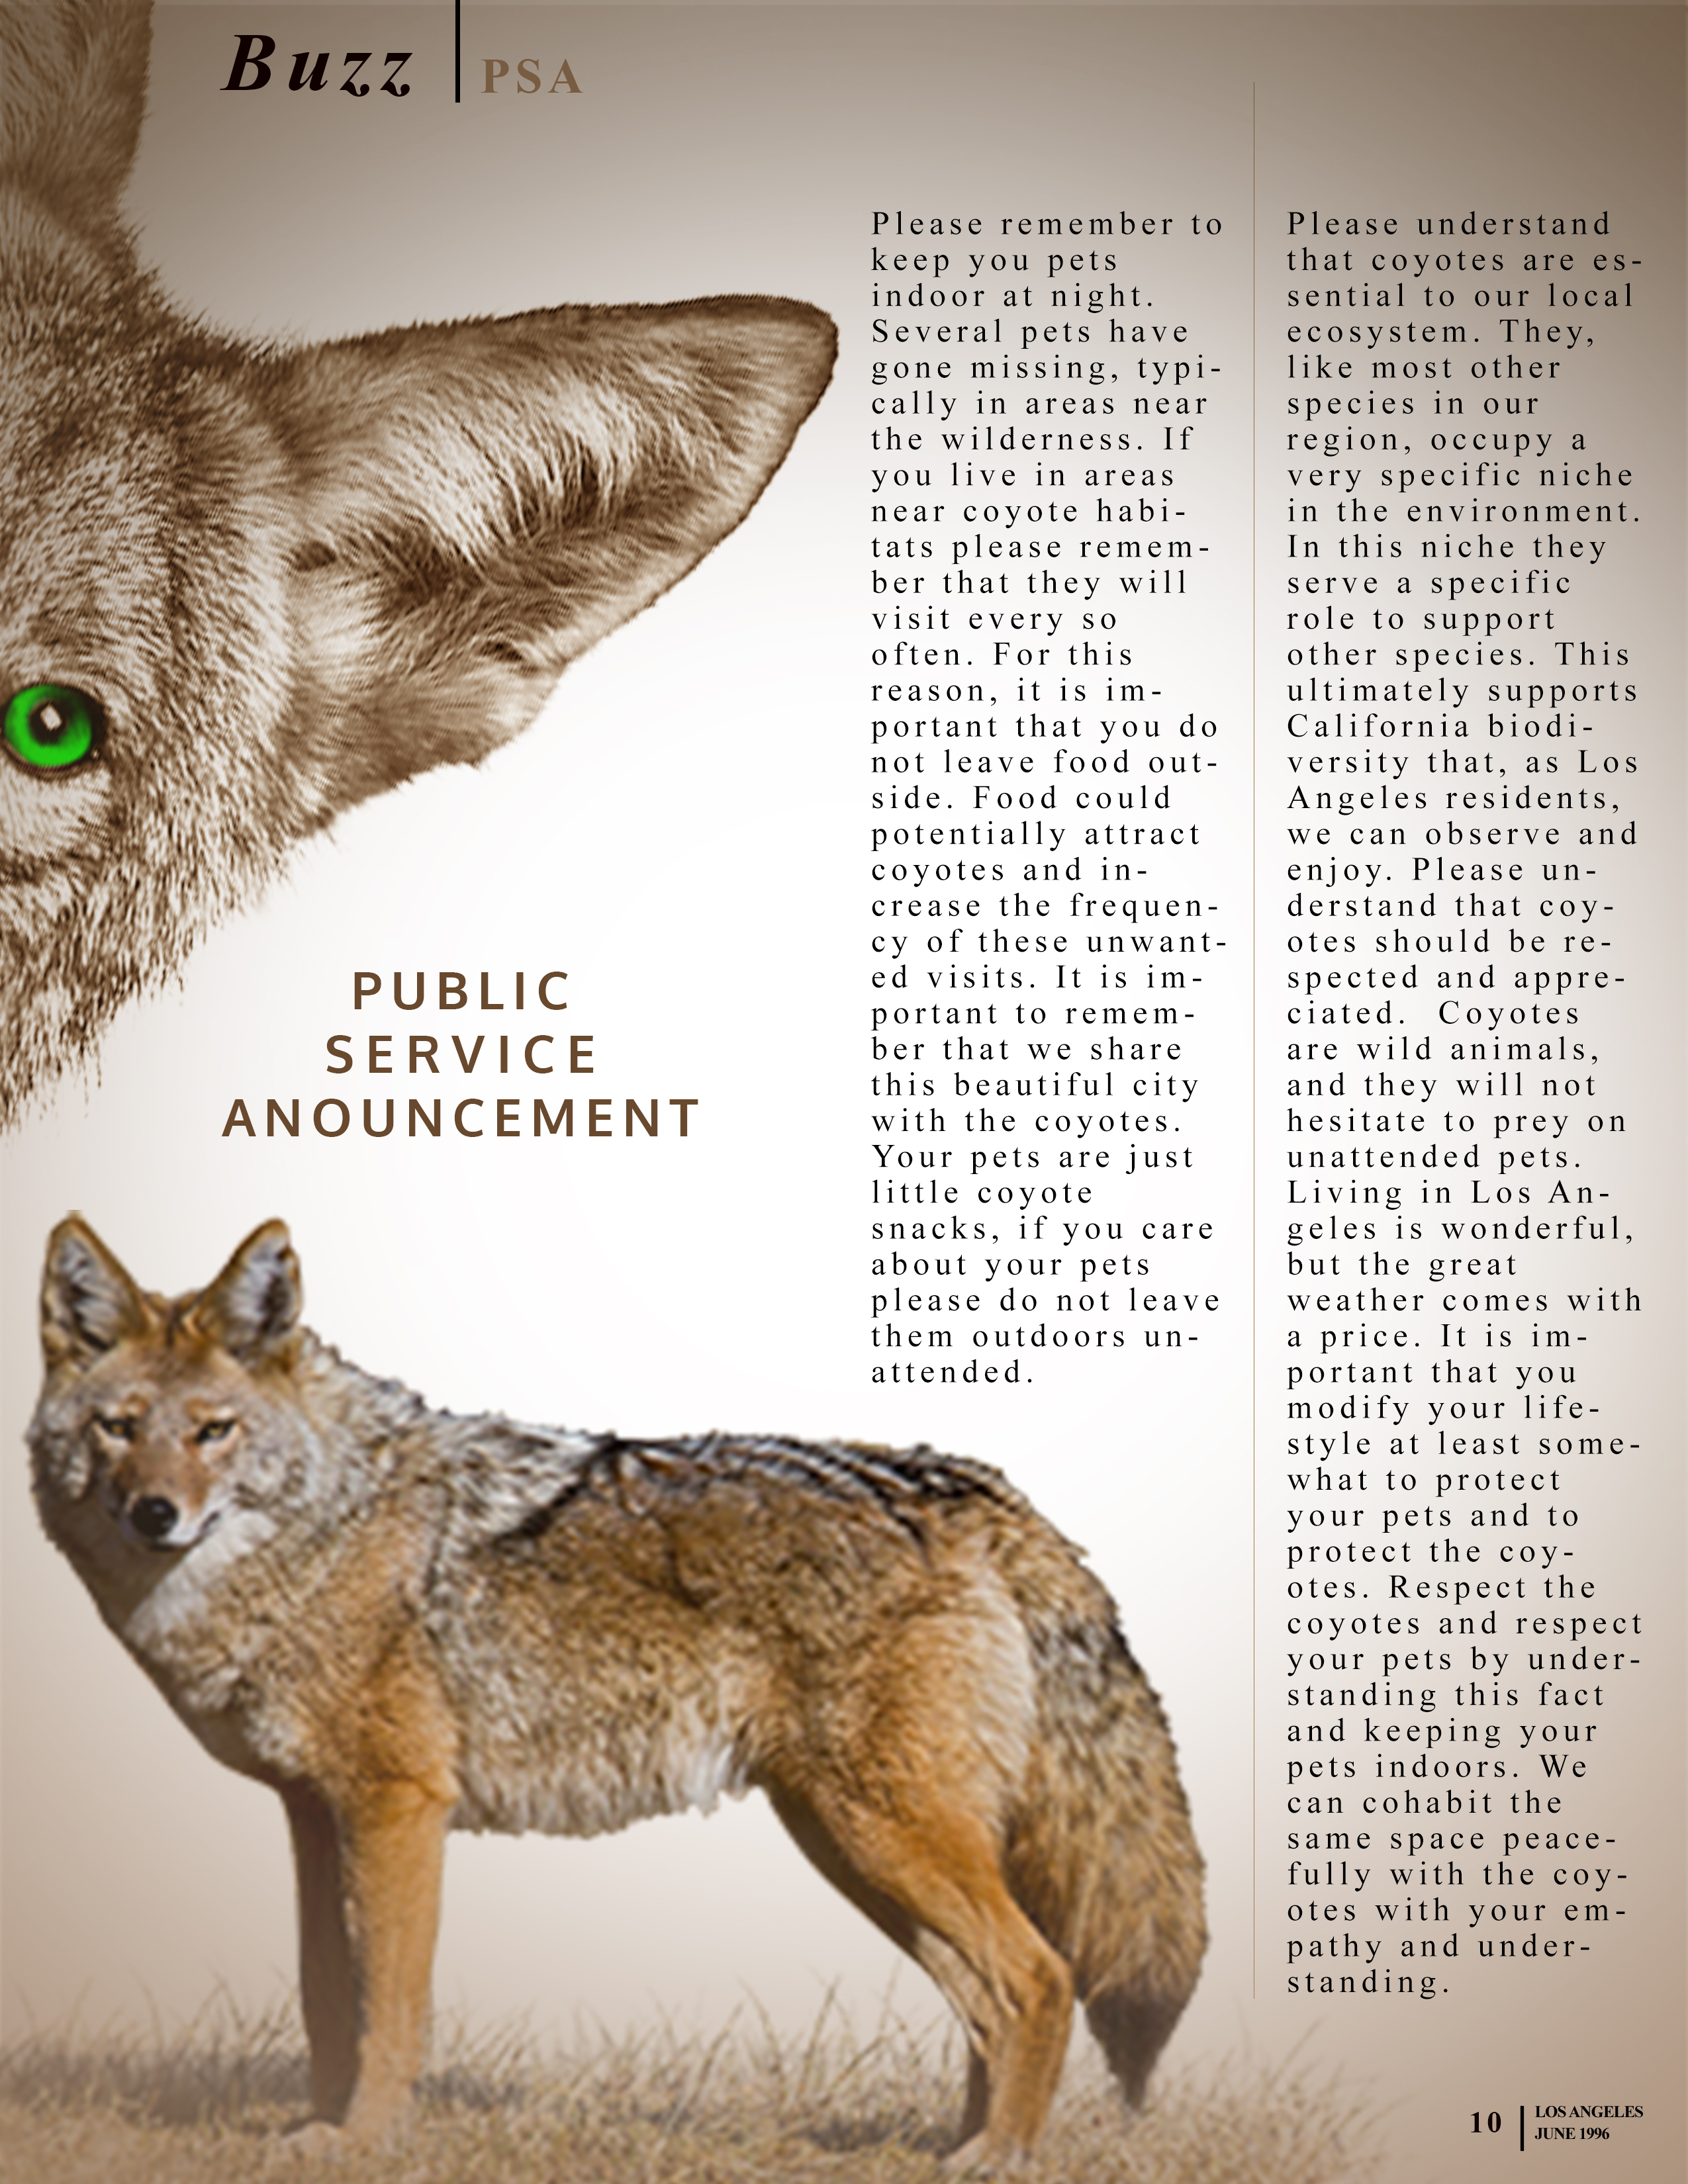 Buzz
PSA
PUBLIC
SERVICE
ANOUNCEMENT
Please remember to
keep you pets
indoor at night.
Several pets have
gone missing, typi-
cally in areas near
the wilderness. If
you live in areas
near coyote habi-
tats please remem-
ber that they will
visit every so
often. For this
reason, it is im-
portant that you do
not leave food out-
side. Food could
potentially attract
coyotes and in-
crease the frequen-
cy of these unwant-
ed visits. It is im-
portant to remem-
ber that we share
this beautiful city
with the coyotes.
Your pets are just
little coyote
snacks, if you care
about your pets
please do not leave
them outdoors un-
attended.
Please understand
that coyotes are es-
sential to our local
ecosystem. They,
like most other
species in our
region, occupy a
very specific niche
in the environment.
In this niche they
serve a specific
role to support
other species. This
ultimately supports
California biodi-
versity that, as Los
Angeles residents,
we can observe and
enjoy. Please un-
derstand that coy-
otes should be re-
spected and appre-
ciated.  Coyotes
are wild animals,
and they will not
hesitate to prey on
unattended pets.
Living in Los An-
geles is wonderful,
but the great
weather comes with
a price. It is im-
portant that you
modify your life-
style at least some-
what to protect
your pets and to
protect the coy-
otes. Respect the
coyotes and respect
your pets by under-
standing this fact
and keeping your
pets indoors. We
can cohabit the
same space peace-
fully with the coy-
otes with your em-
pathy and under-
standing.
10
LOS ANGELES
JUNE 1996